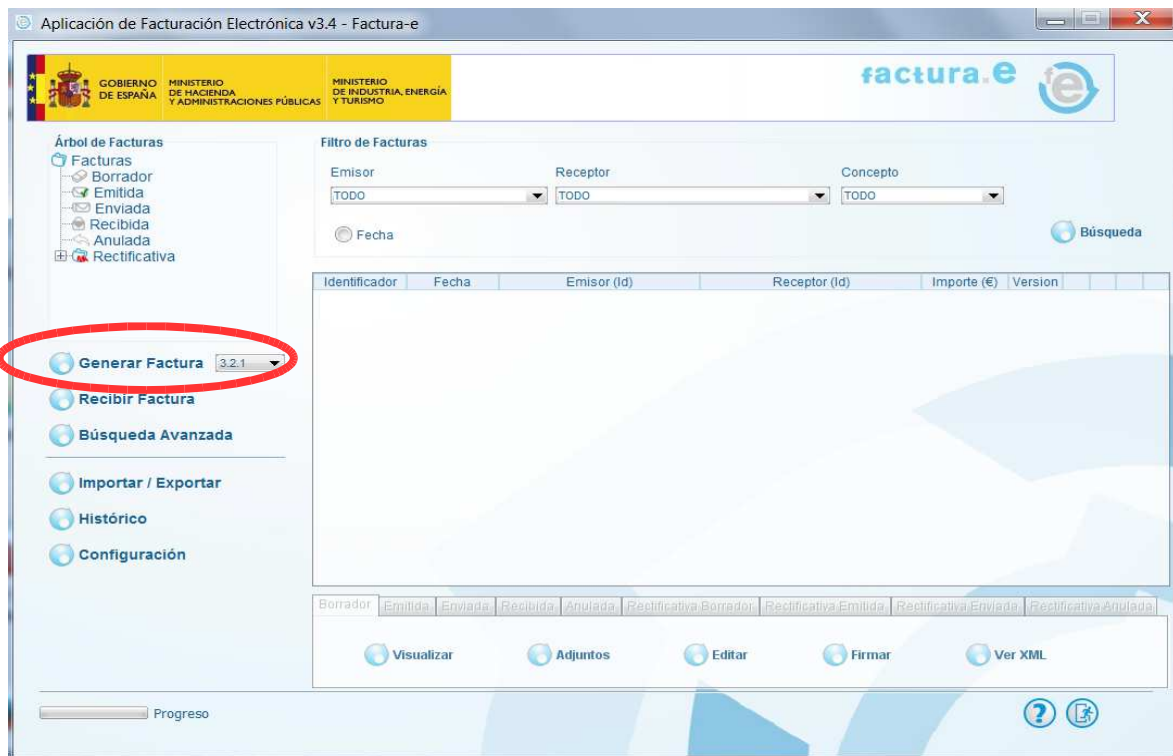 Aplicación de Facturación Electrónica v3.4 - Factura-e
GOBIERNO DE ESPAÑA
MINISTERIO DE HACIENDA Y ADMINISTRACIONES PÚBLICAS
MINISTERIO DE INDUSTRIA, ENERGÍA Y TURISMO
factura.e
fe
Árbol de Facturas
Facturas
Borrador
Emitida
Enviada
Recibida
Anulada
Rectificativa
Filtro de Facturas
Emisor Receptor Concepto
TODO TODO TODO
Fecha
Búsqueda
Identificador Fecha Emisor (Id) Receptor (Id) Importe (€) Version
Generar Factura 3.2.1
Recibir Factura
Búsqueda Avanzada
Importar / Exportar
Histórico
Configuración
Borrador Emitida Enviada Recibida Anulada Rectificativa Borrador Rectificativa Emitida Rectificativa Enviada Rectificativa Anulada
Visualizar Adjuntos Editar Firmar Ver XML
Progreso
?